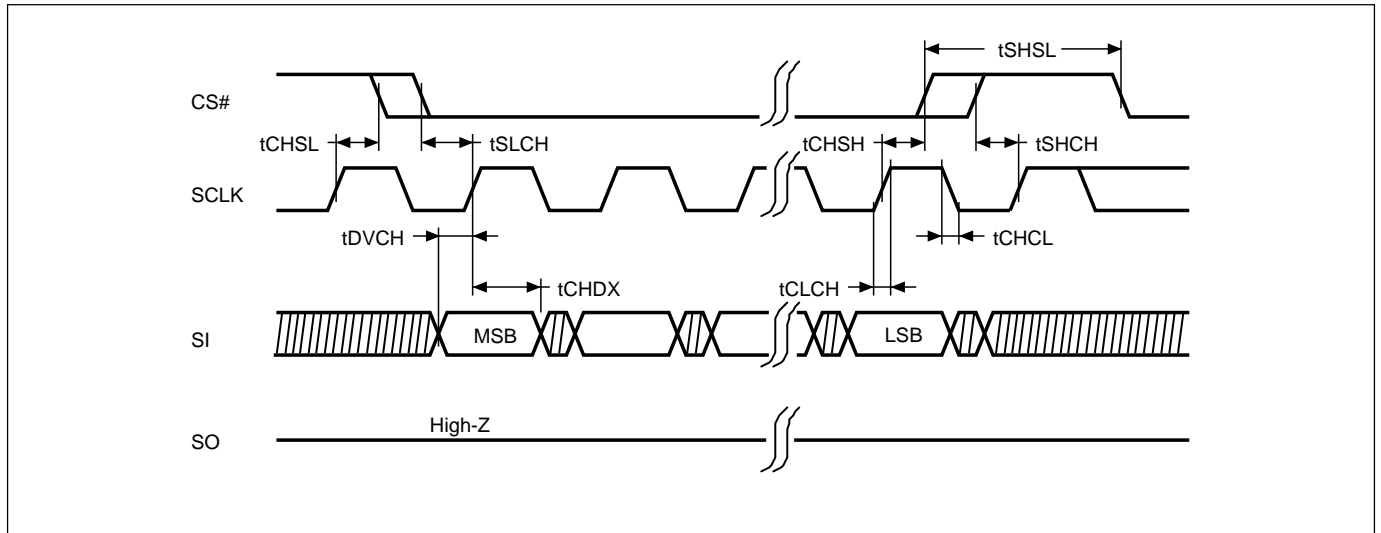 tSHSL
CS#
tCHSL
tSLCH
tCHSH
tSHCH
SCLK
tDVCH
tCHCL
tCHDX
tCLCH
SI
MSB
LSB
High-Z
SO